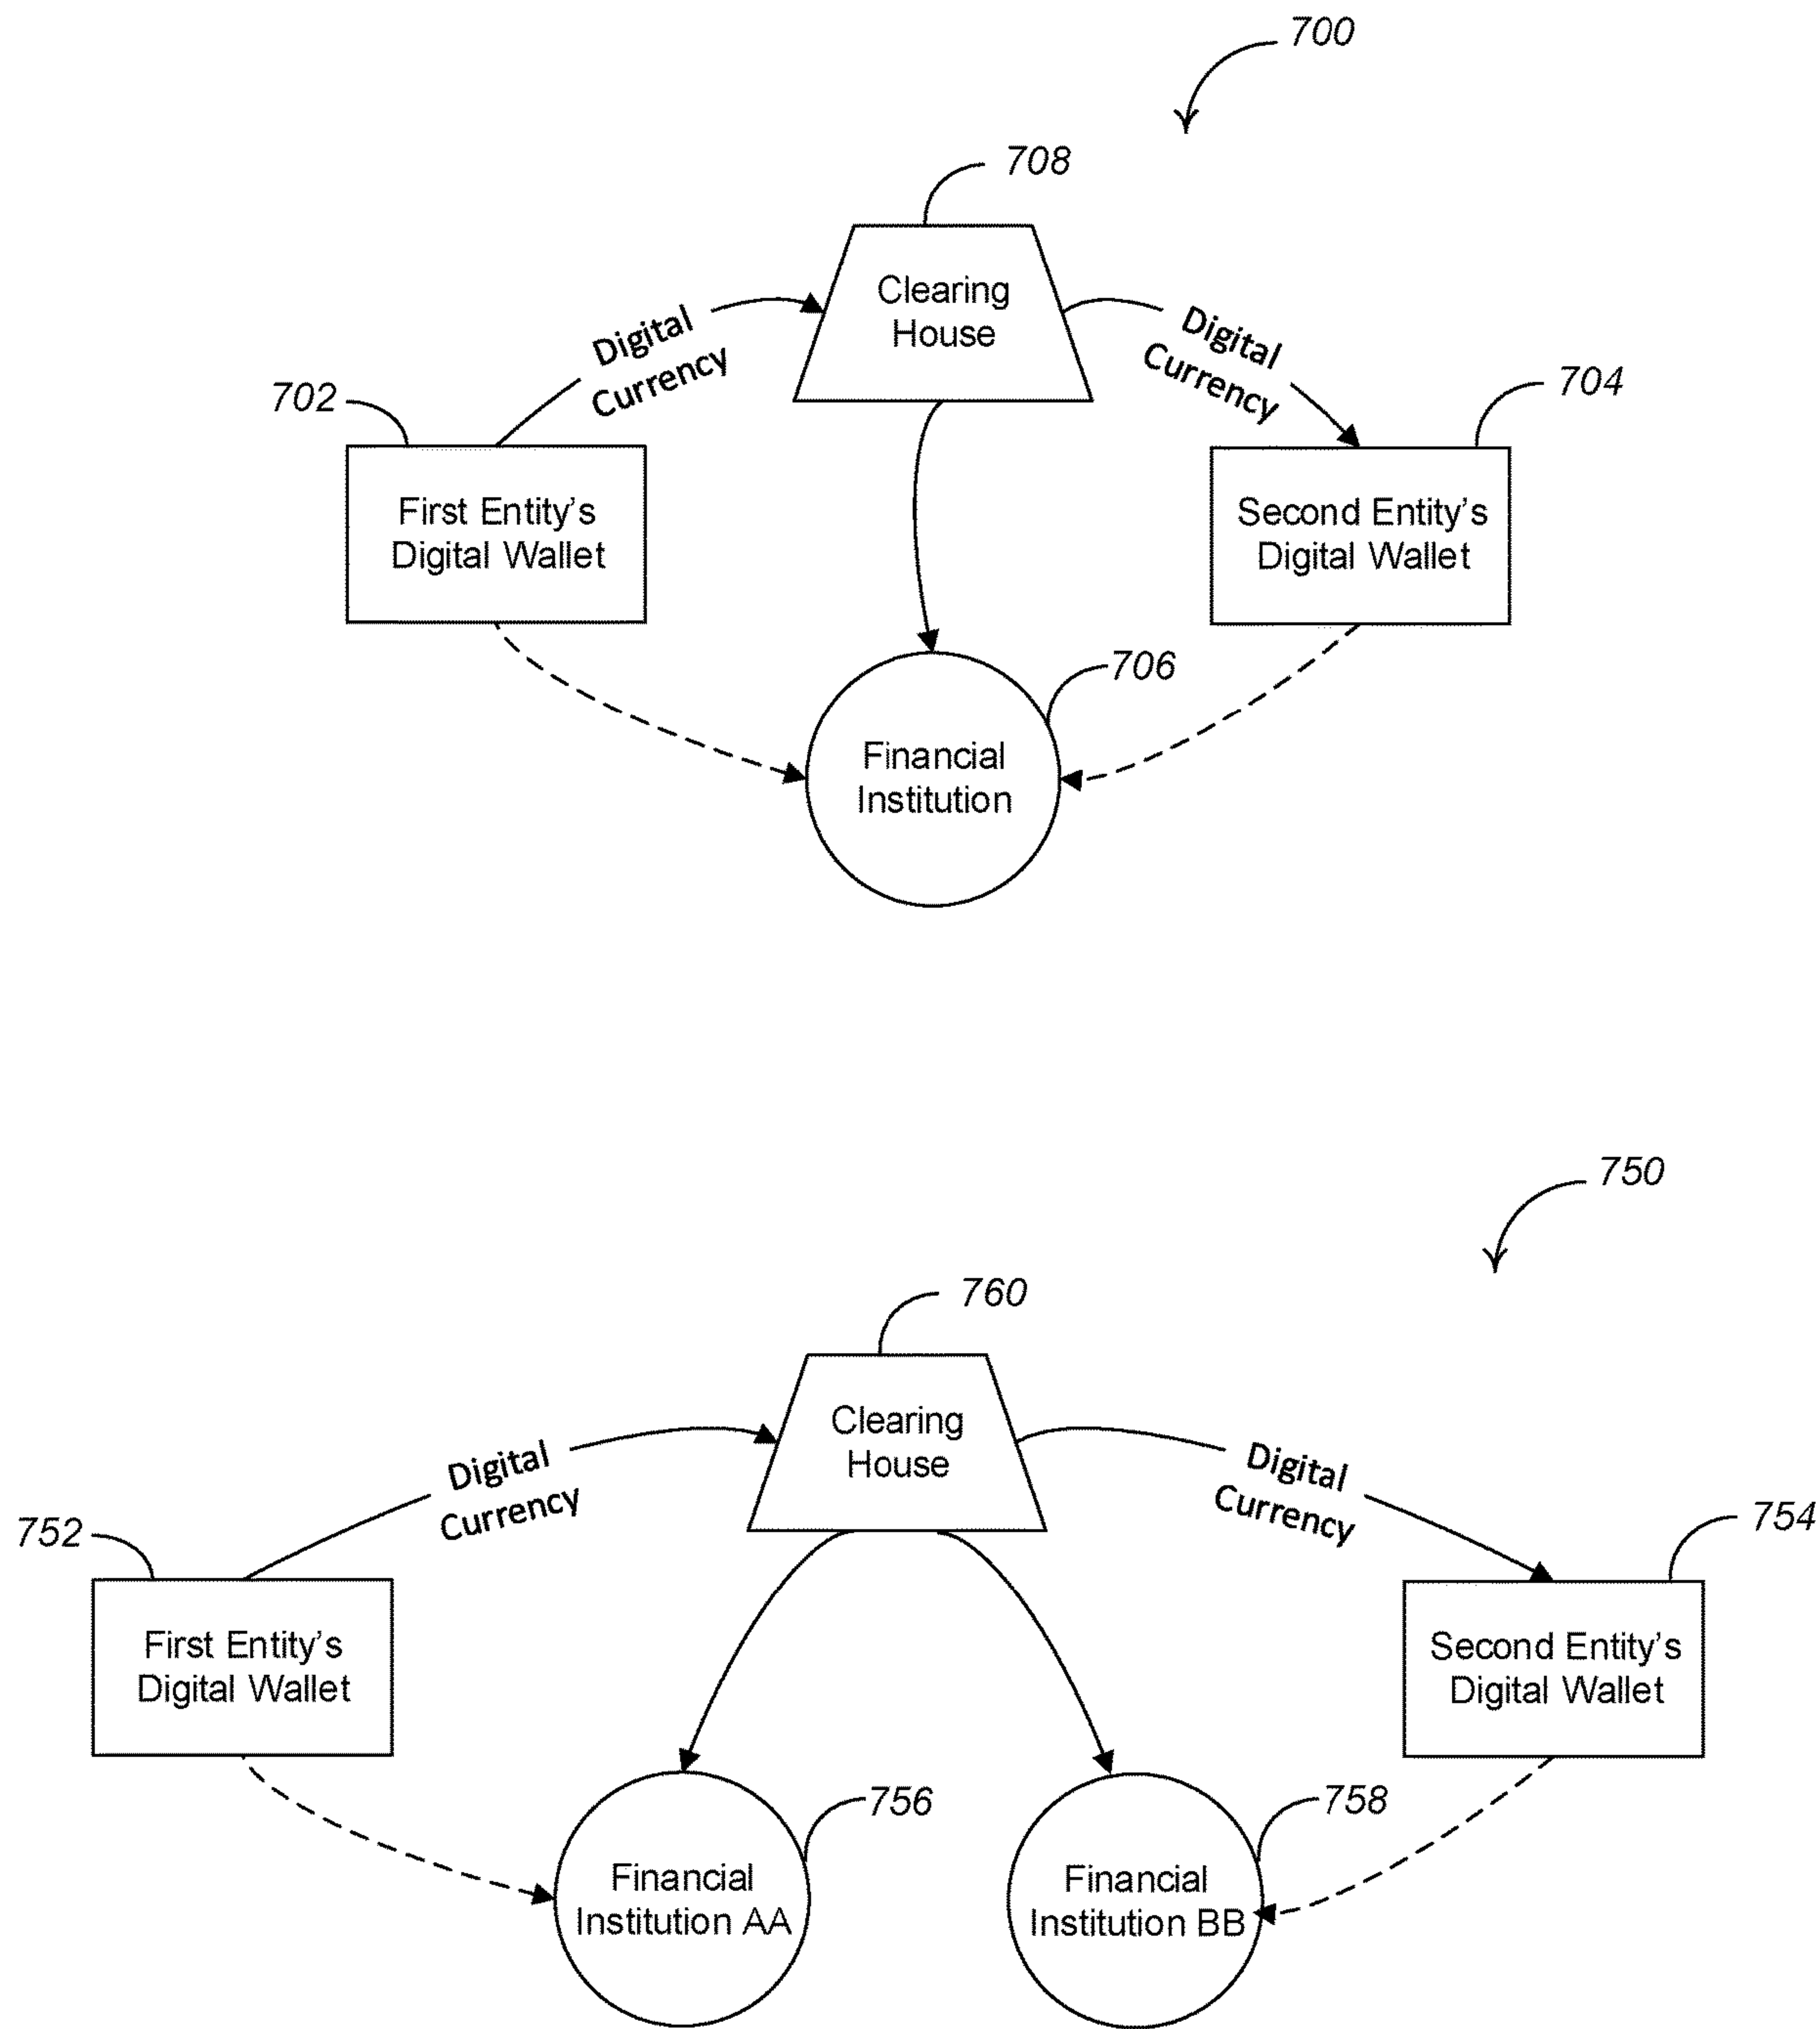 700
708
Clearing
House
Digital
Currency
Digital
Currency
702
704
First Entity's
Digital Wallet
Second Entity's
Digital Wallet
706
Financial
Institution
750
760
Clearing
House
Digital
Currency
Digital
Currency
752
754
First Entity's
Digital Wallet
Second Entity's
Digital Wallet
756
758
Financial
Institution AA
Financial
Institution BB